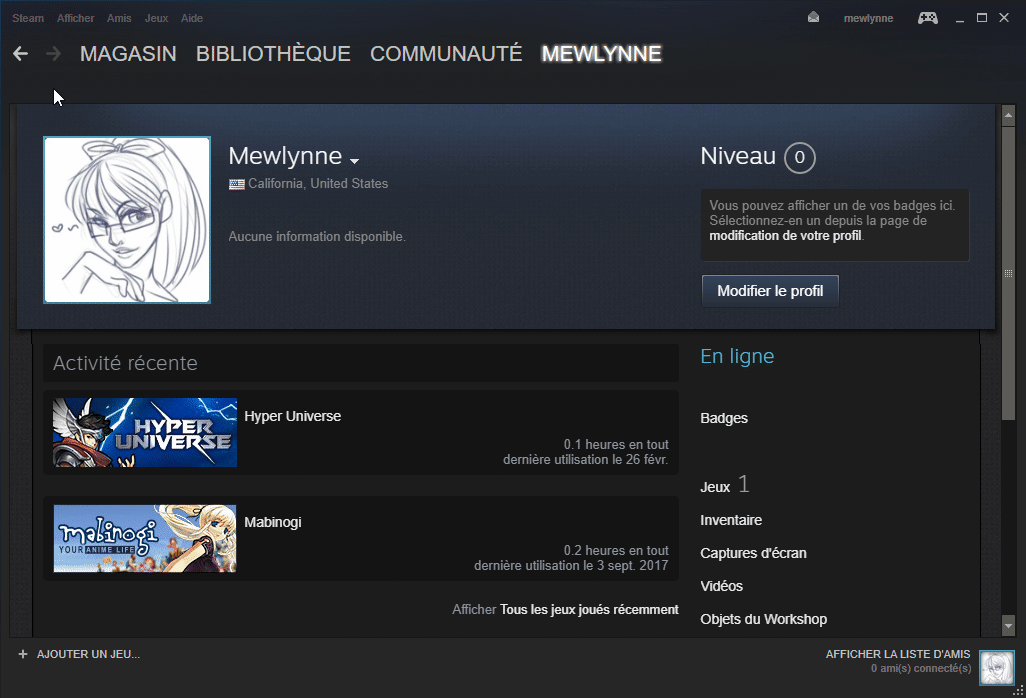 Steam Afficher Amis Jeux Aide
mewlynne
MAGASIN BIBLIOTHÈQUE COMMUNAUTÉ MEWLYNNE
Mewlynne
California, United States
Aucune information disponible.
Niveau 0
Vous pouvez afficher un de vos badges ici.
Sélectionnez-en un depuis la page de
modification de votre profil.
Modifier le profil
Activité récente
HYPER
UNIVERSE
Hyper Universe
0.1 heures en tout
dernière utilisation le 26 févr.
mabinogi
YOUR ANIME LIFE
Mabinogi
0.2 heures en tout
dernière utilisation le 3 sept. 2017
Afficher Tous les jeux joués récemment
En ligne
Badges
Jeux 1
Inventaire
Captures d'écran
Vidéos
Objets du Workshop
+ AJOUTER UN JEU...
AFFICHER LA LISTE D'AMIS
0 ami(s) connecté(s)